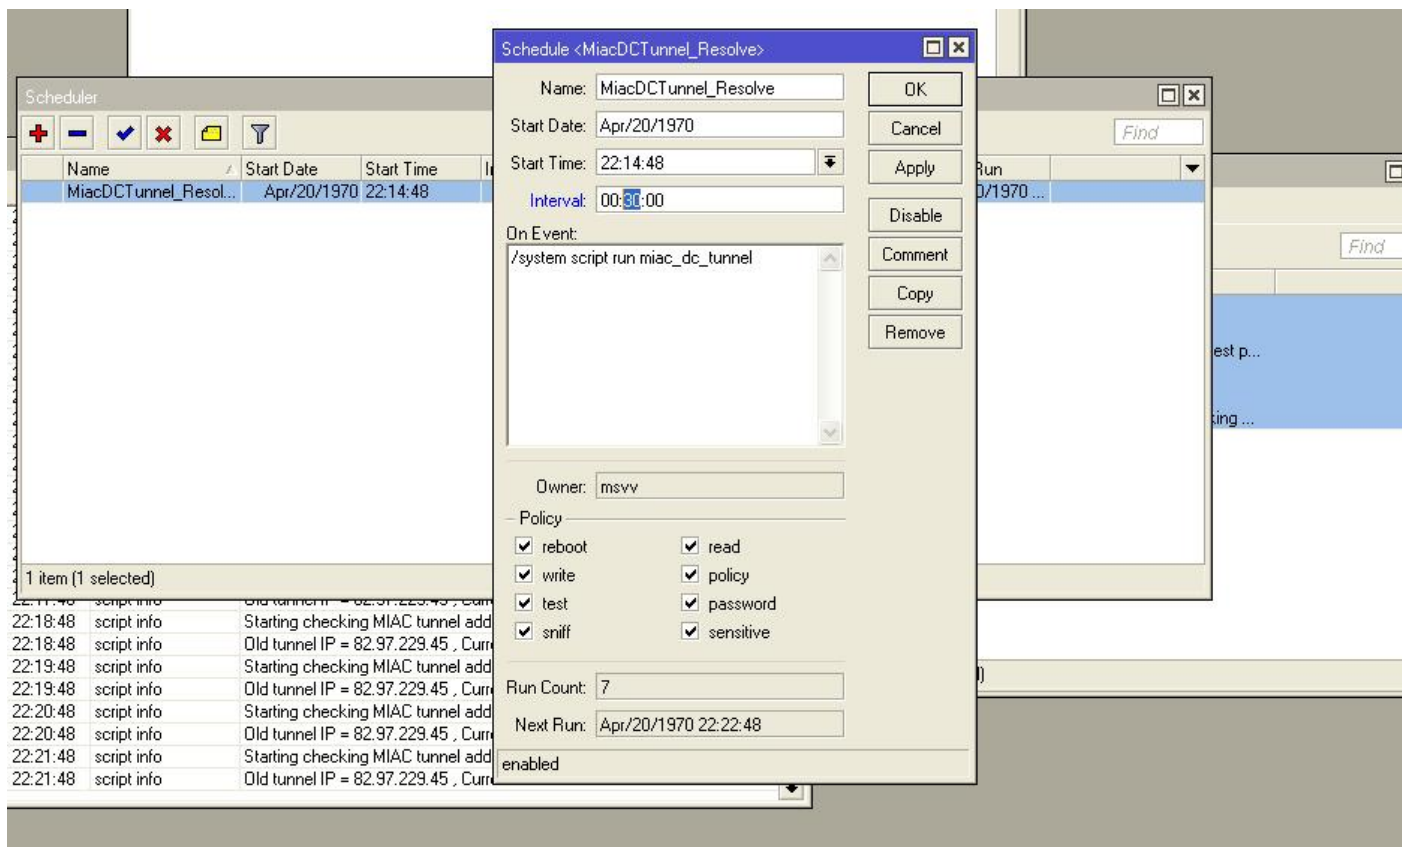 Schedule <MiacDCTunnel_Resolve>
Name: MiacDCTunnel_Resolve
Start Date: Apr/20/1970
Start Time: 22:14:48
Interval: 00:30:00
On Event:
/system script run miac_dc_tunnel
Owner: msvv
Policy
reboot read
write policy
test password
sniff sensitive
Run Count: 7
Next Run: Apr/20/1970 22:22:48
enabled
OK
Cancel
Apply
Disable
Comment
Copy
Remove
Scheduler
Find
Name Start Date Start Time
MiacDCTunnel_Resol... Apr/20/1970 22:14:48 0/1970 ...
1 item (1 selected)
Find
est p...
king ...
22:18:48 script info Starting checking MIAC tunnel add
22:18:48 script info Old tunnel IP = 82.97.229.45 , Curr
22:19:48 script info Starting checking MIAC tunnel add
22:19:48 script info Old tunnel IP = 82.97.229.45 , Curr
22:20:48 script info Starting checking MIAC tunnel add
22:20:48 script info Old tunnel IP = 82.97.229.45 , Curr
22:21:48 script info Starting checking MIAC tunnel add
22:21:48 script info Old tunnel IP = 82.97.229.45 , Curr